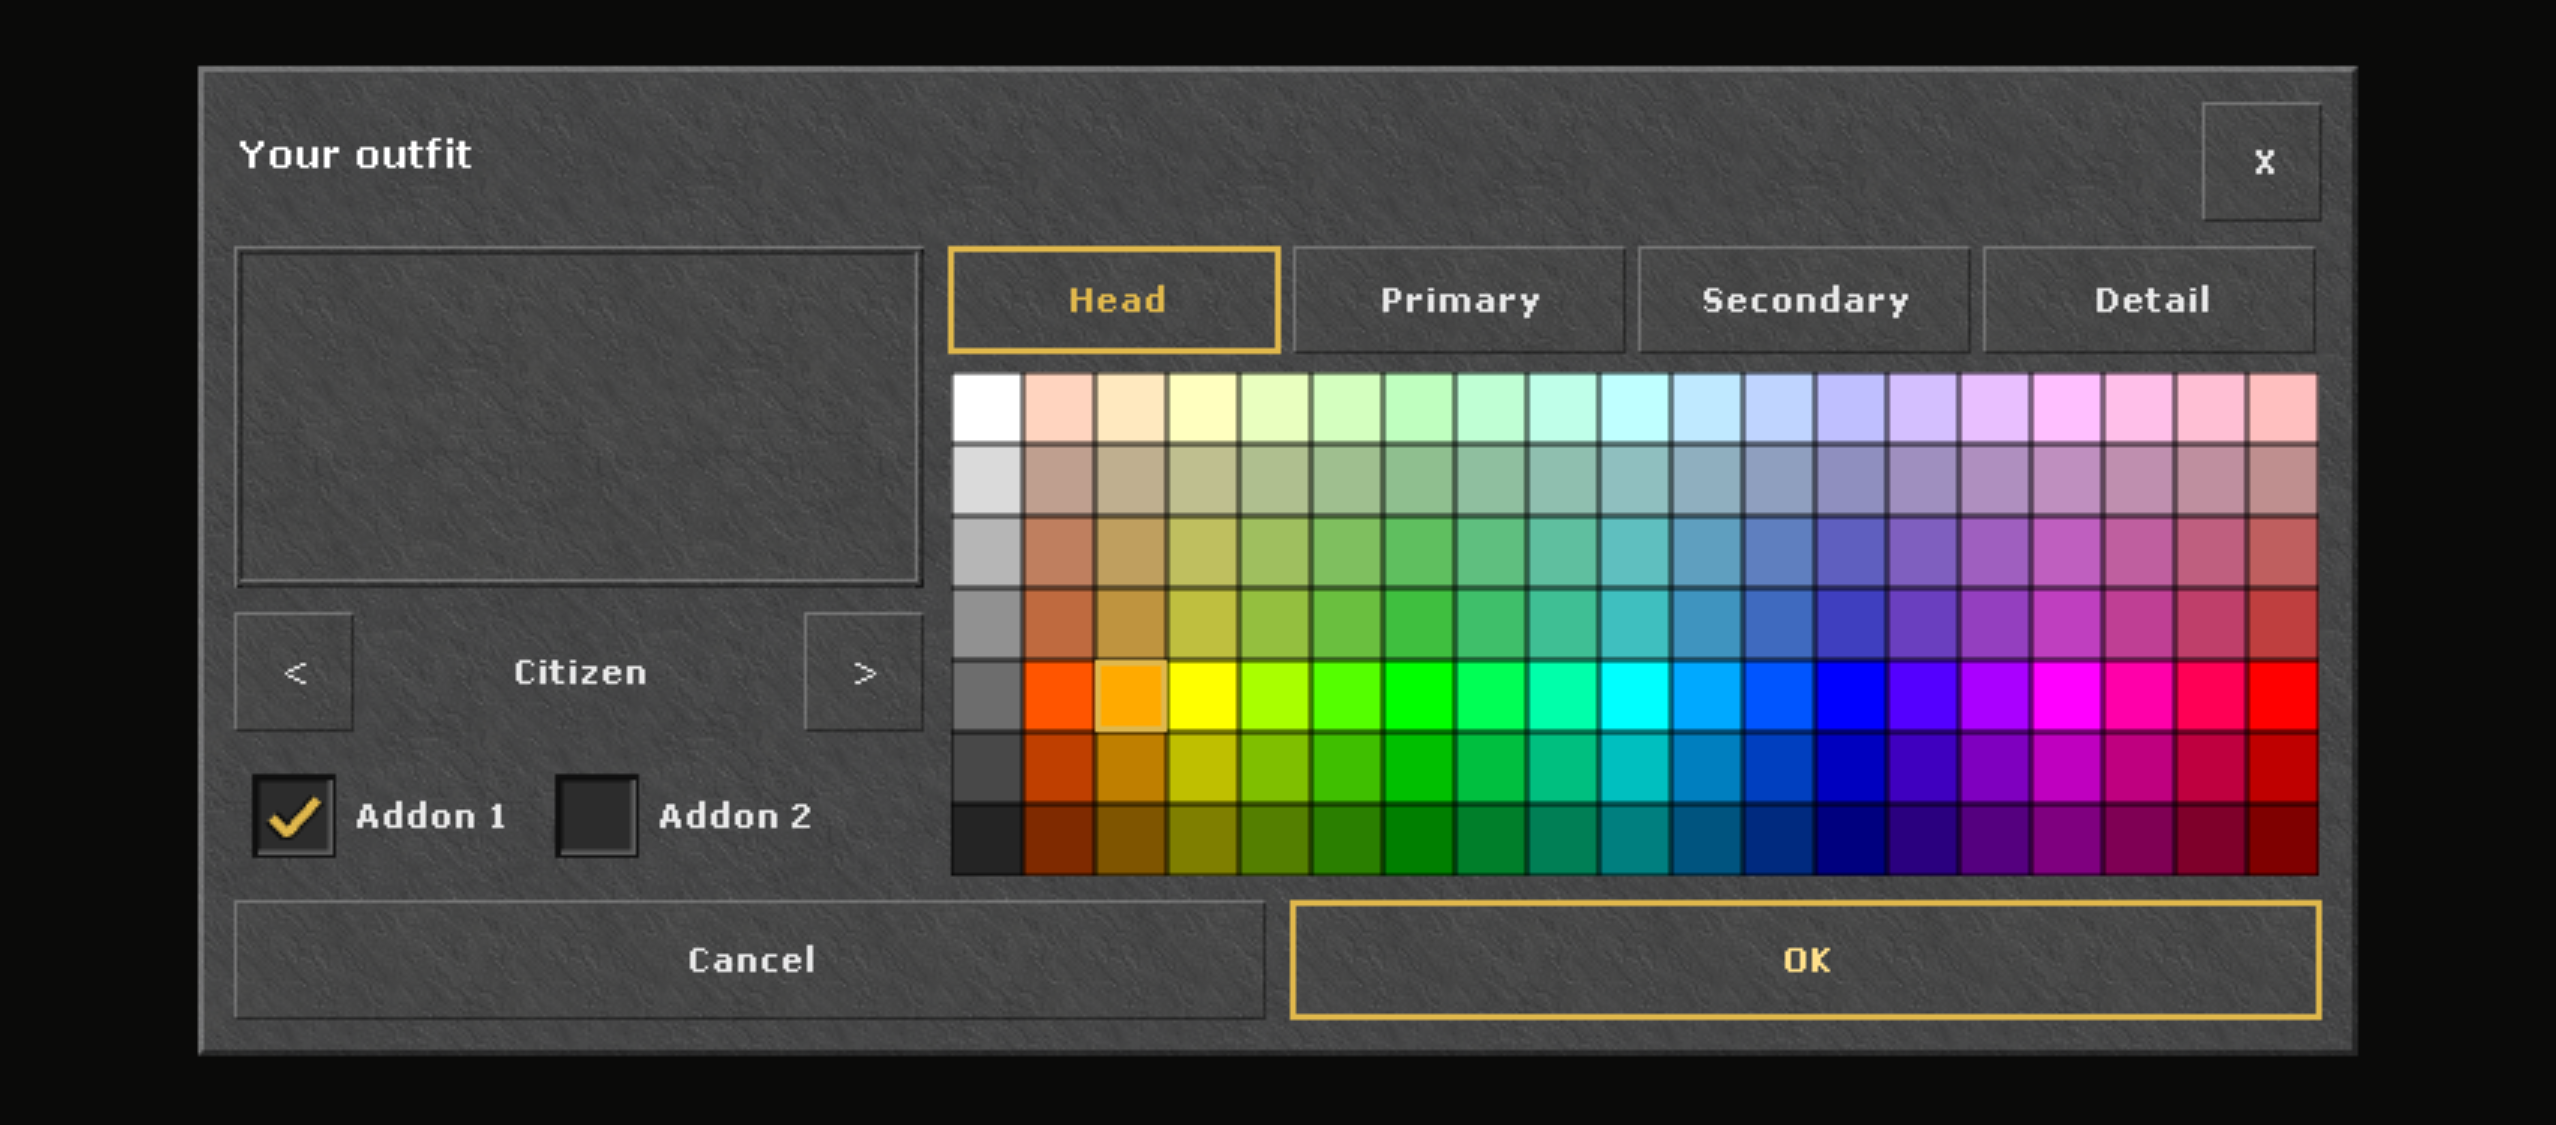 Your outfit
x
Head
Primary
Secondary
Detail
<
Citizen
>
Addon 1
Addon 2
Cancel
OK